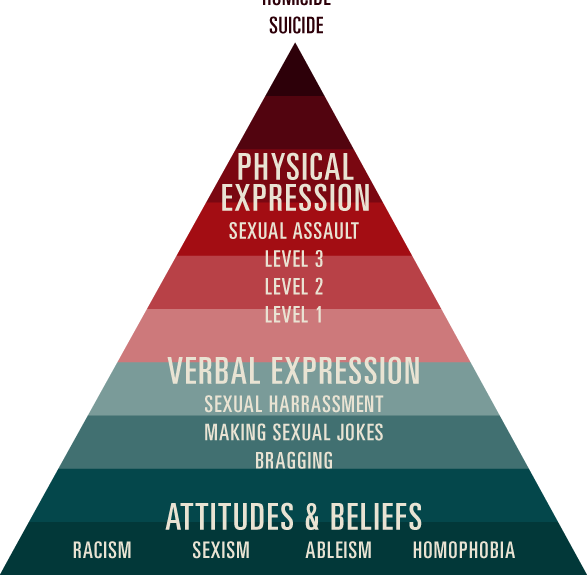 HOMICIDE
SUICIDE
PHYSICAL
EXPRESSION
SEXUAL ASSAULT
LEVEL 3
LEVEL 2
LEVEL 1
VERBAL EXPRESSION
SEXUAL HARRASSMENT
MAKING SEXUAL JOKES
BRAGGING
ATTITUDES & BELIEFS
RACISM SEXISM ABLEISM HOMOPHOBIA